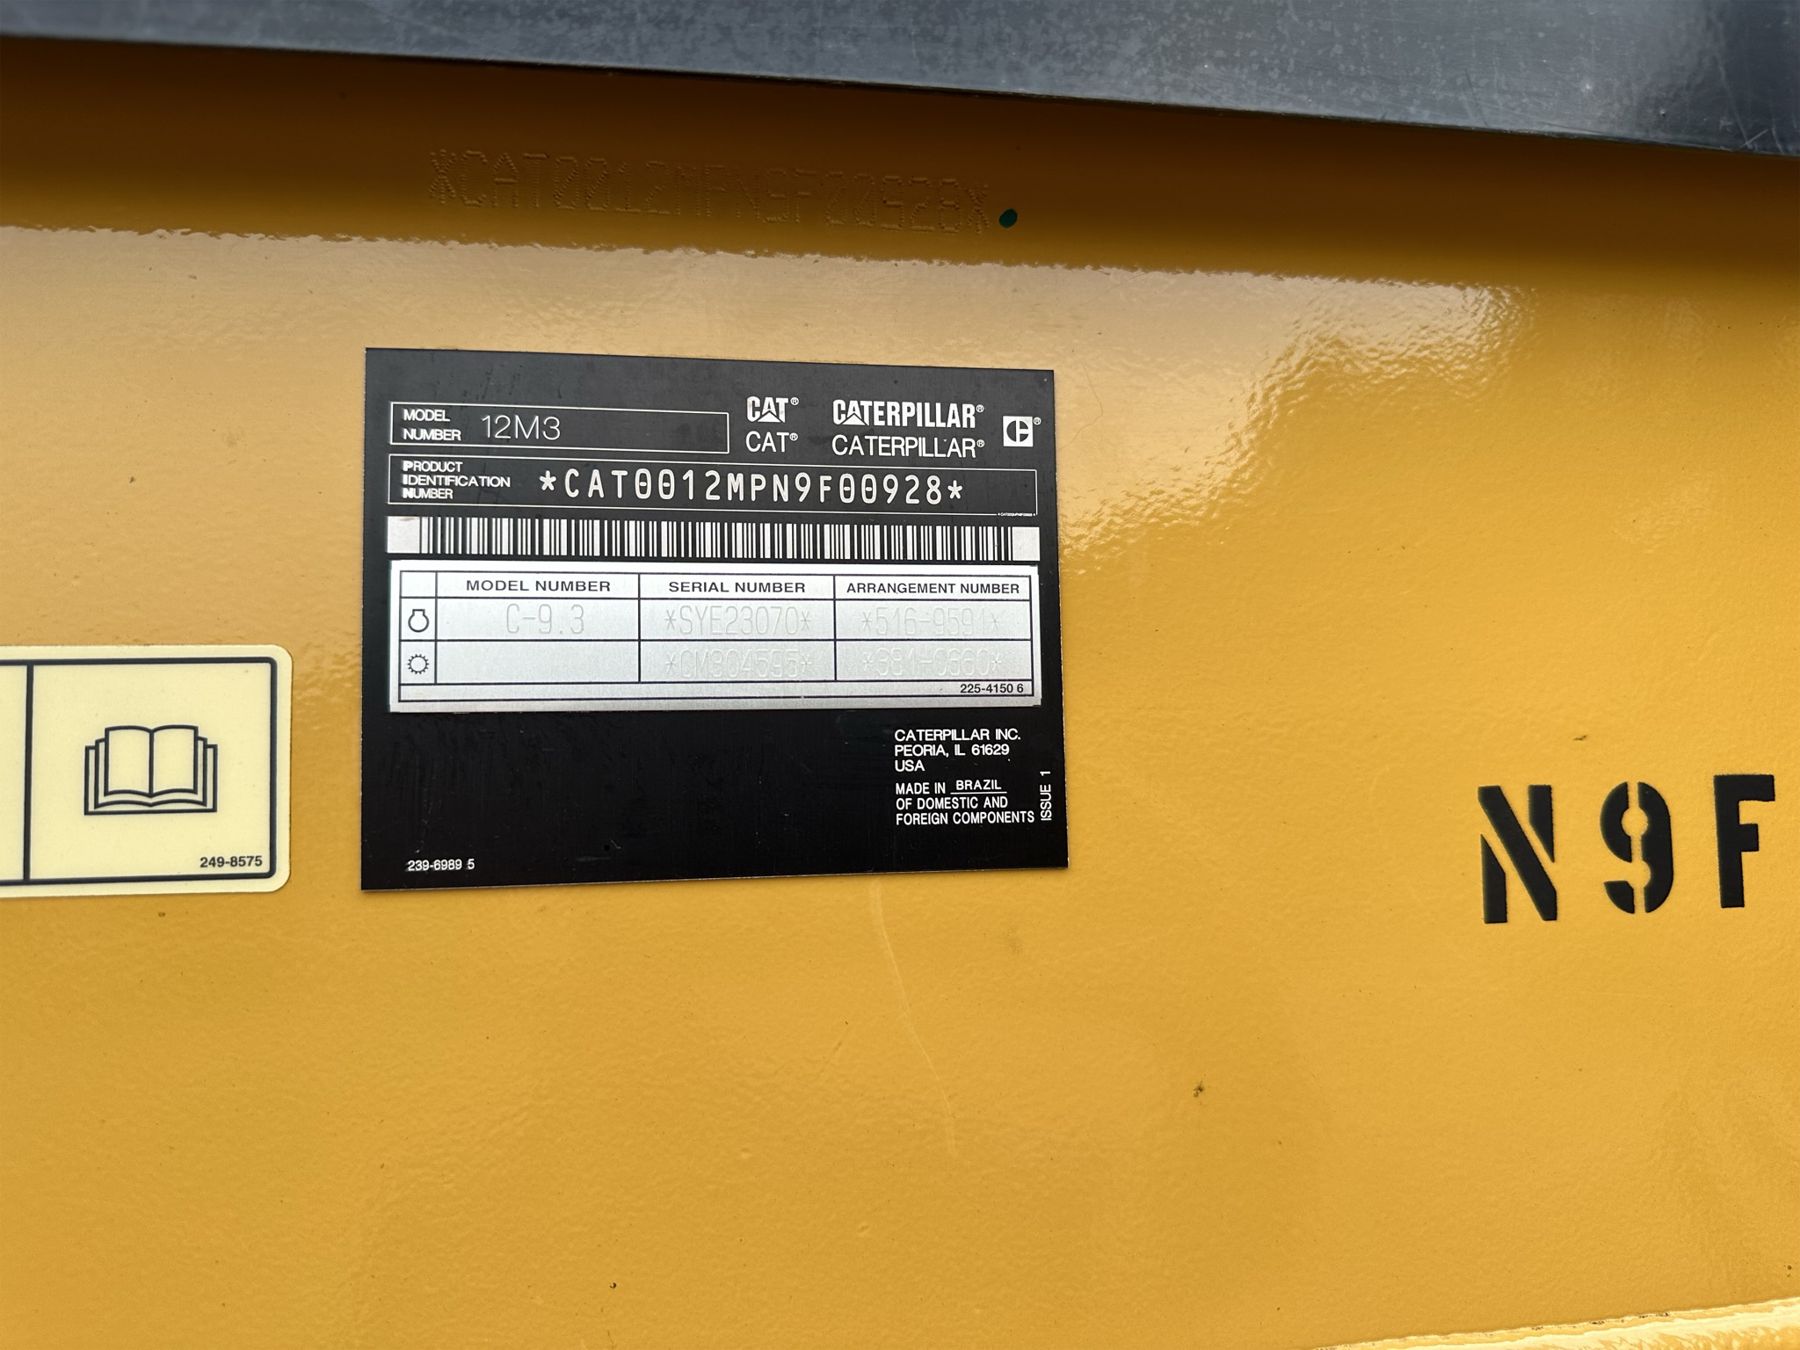 *CAT0012MPN9F00928*
MODEL NUMBER 12M3
CAT® CATERPILLAR®
CAT® CATERPILLAR®
PRODUCT IDENTIFICATION NUMBER *CAT0012MPN9F00928*
MODEL NUMBER SERIAL NUMBER ARRANGEMENT NUMBER
C-9.3 *SYE23070* *516-9591*
225-4150 6
CATERPILLAR INC.
PEORIA, IL 61629
USA
MADE IN BRAZIL
OF DOMESTIC AND
FOREIGN COMPONENTS
ISSUE 1
239-6989 5
249-8575
N9F